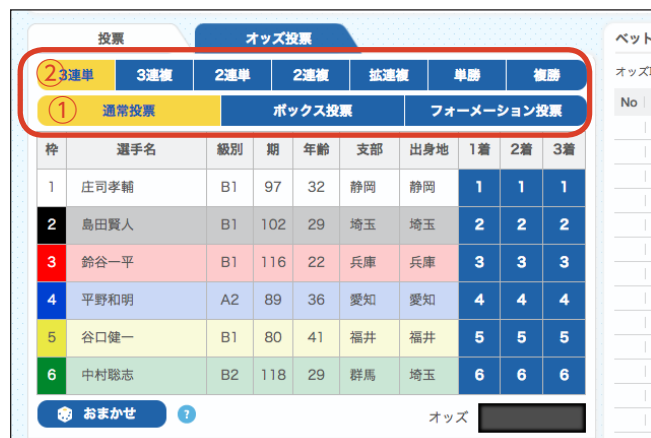 投票 オッズ投票
ベット
②3連単 3連複 2連単 2連複 拡連複 単勝 複勝
オッズ
① 通常投票 ボックス投票 フォーメーション投票
No
枠 選手名 級別 期 年齢 支部 出身地 1着 2着 3着
1 庄司孝輔 B1 97 32 静岡 静岡 1 1 1
2 島田賢人 B1 102 29 埼玉 埼玉 2 2 2
3 鈴谷一平 B1 116 22 兵庫 兵庫 3 3 3
4 平野和明 A2 89 36 愛知 愛知 4 4 4
5 谷口健一 B1 80 41 福井 福井 5 5 5
6 中村聡志 B2 118 29 群馬 埼玉 6 6 6
おまかせ ? オッズ